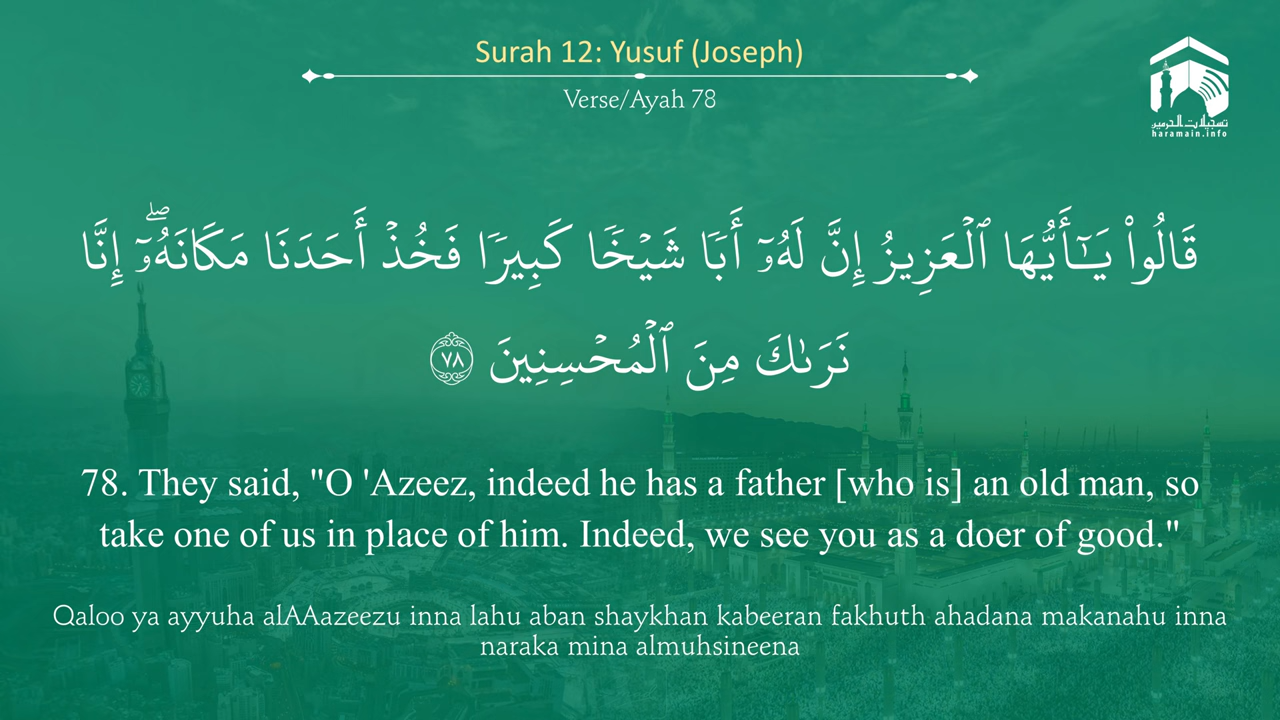 Surah 12: Yusuf (Joseph)
Verse/Ayah 78
تسجيلات الحرمين
haramain.info
قَالُوا۟ يَـٰٓأَيُّهَا ٱلْعَزِيزُ إِنَّ لَهُۥٓ أَبًۭا شَيْخًۭا كَبِيرًۭا فَخُذْ أَحَدَنَا مَكَانَهُۥٓ ۖ إِنَّا
نَرَىٰكَ مِنَ ٱلْمُحْسِنِينَ ٧٨
78. They said, "O 'Azeez, indeed he has a father [who is] an old man, so
take one of us in place of him. Indeed, we see you as a doer of good."
Qaloo ya ayyuha alAAazeezu inna lahu aban shaykhan kabeeran fakhuth ahadana makanahu inna
naraka mina almuhsineena